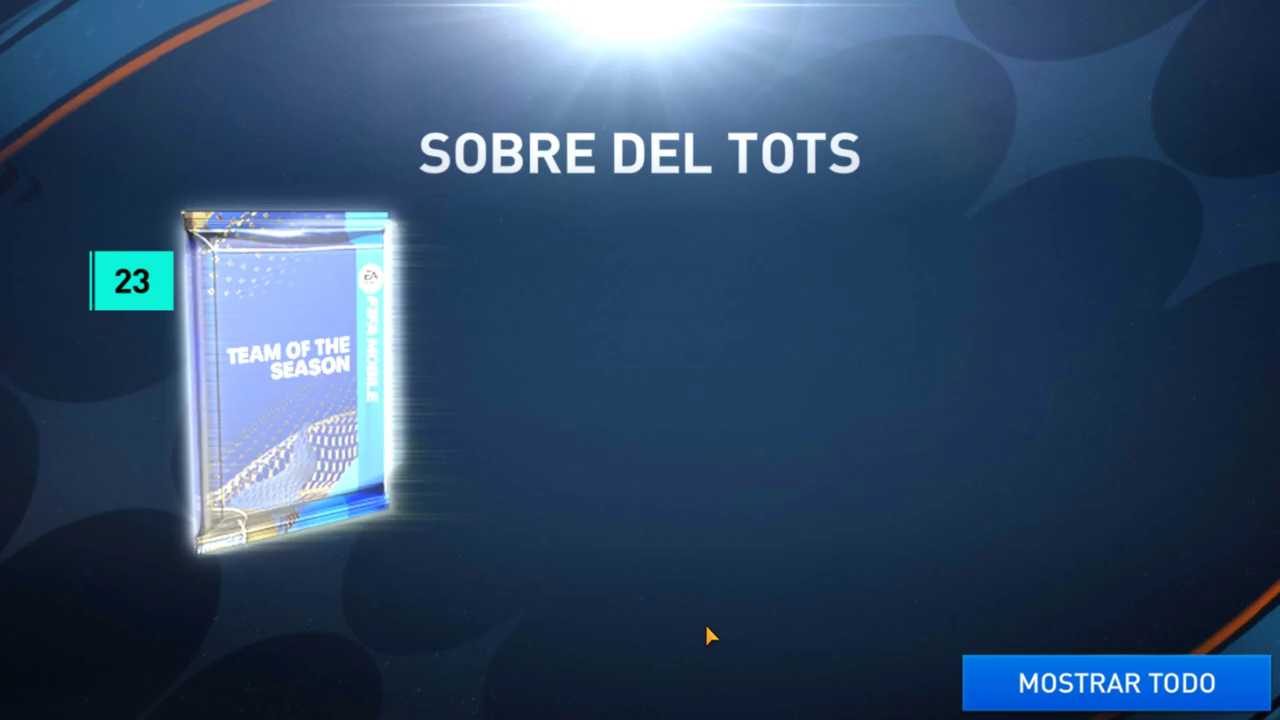 SOBRE DEL TOTS
23
EA
FIFA MOBILE
TEAM OF THE
SEASON
MOSTRAR TODO